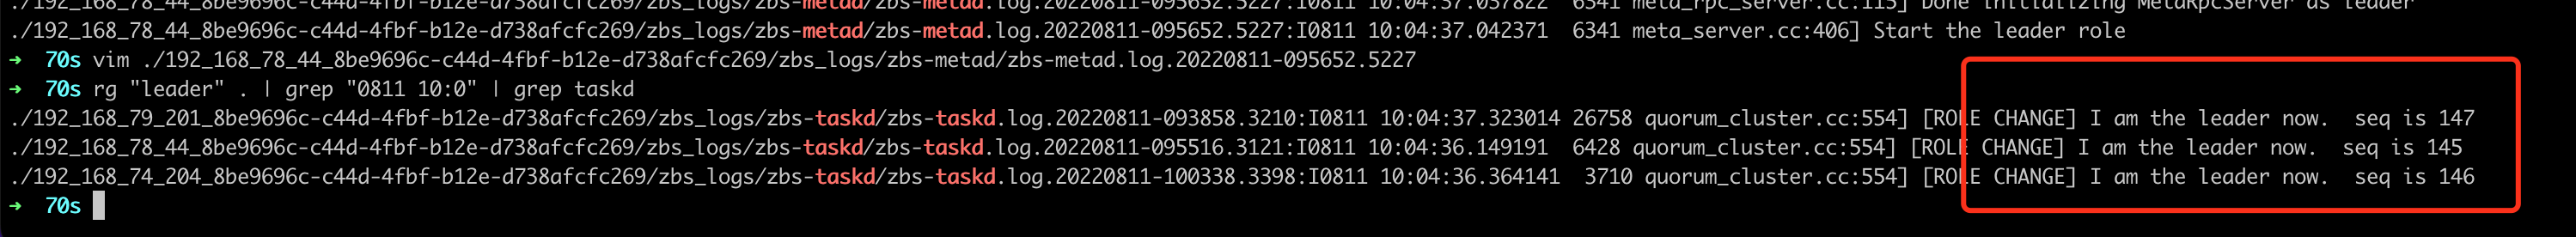 ./192_168_78_44_8be9696c-c44d-4fbf-b12e-d738afcfc269/zbs_logs/zbs-metad/zbs-metad.log.20220811-095652.5227:I0811 10:04:37.037822  6341 meta_rpc_server.cc:115] Done initializing MetaRpcServer as leader
./192_168_78_44_8be9696c-c44d-4fbf-b12e-d738afcfc269/zbs_logs/zbs-metad/zbs-metad.log.20220811-095652.5227:I0811 10:04:37.042371  6341 meta_server.cc:406] Start the leader role
→  70s vim ./192_168_78_44_8be9696c-c44d-4fbf-b12e-d738afcfc269/zbs_logs/zbs-metad/zbs-metad.log.20220811-095652.5227
→  70s rg "leader" . | grep "0811 10:0" | grep taskd
./192_168_79_201_8be9696c-c44d-4fbf-b12e-d738afcfc269/zbs_logs/zbs-taskd/zbs-taskd.log.20220811-093858.3210:I0811 10:04:37.323014 26758 quorum_cluster.cc:554] [ROLE CHANGE] I am the leader now.  seq is 147
./192_168_78_44_8be9696c-c44d-4fbf-b12e-d738afcfc269/zbs_logs/zbs-taskd/zbs-taskd.log.20220811-095516.3121:I0811 10:04:36.149191  6428 quorum_cluster.cc:554] [ROLE CHANGE] I am the leader now.  seq is 145
./192_168_74_204_8be9696c-c44d-4fbf-b12e-d738afcfc269/zbs_logs/zbs-taskd/zbs-taskd.log.20220811-100338.3398:I0811 10:04:36.364141  3710 quorum_cluster.cc:554] [ROLE CHANGE] I am the leader now.  seq is 146
→  70s